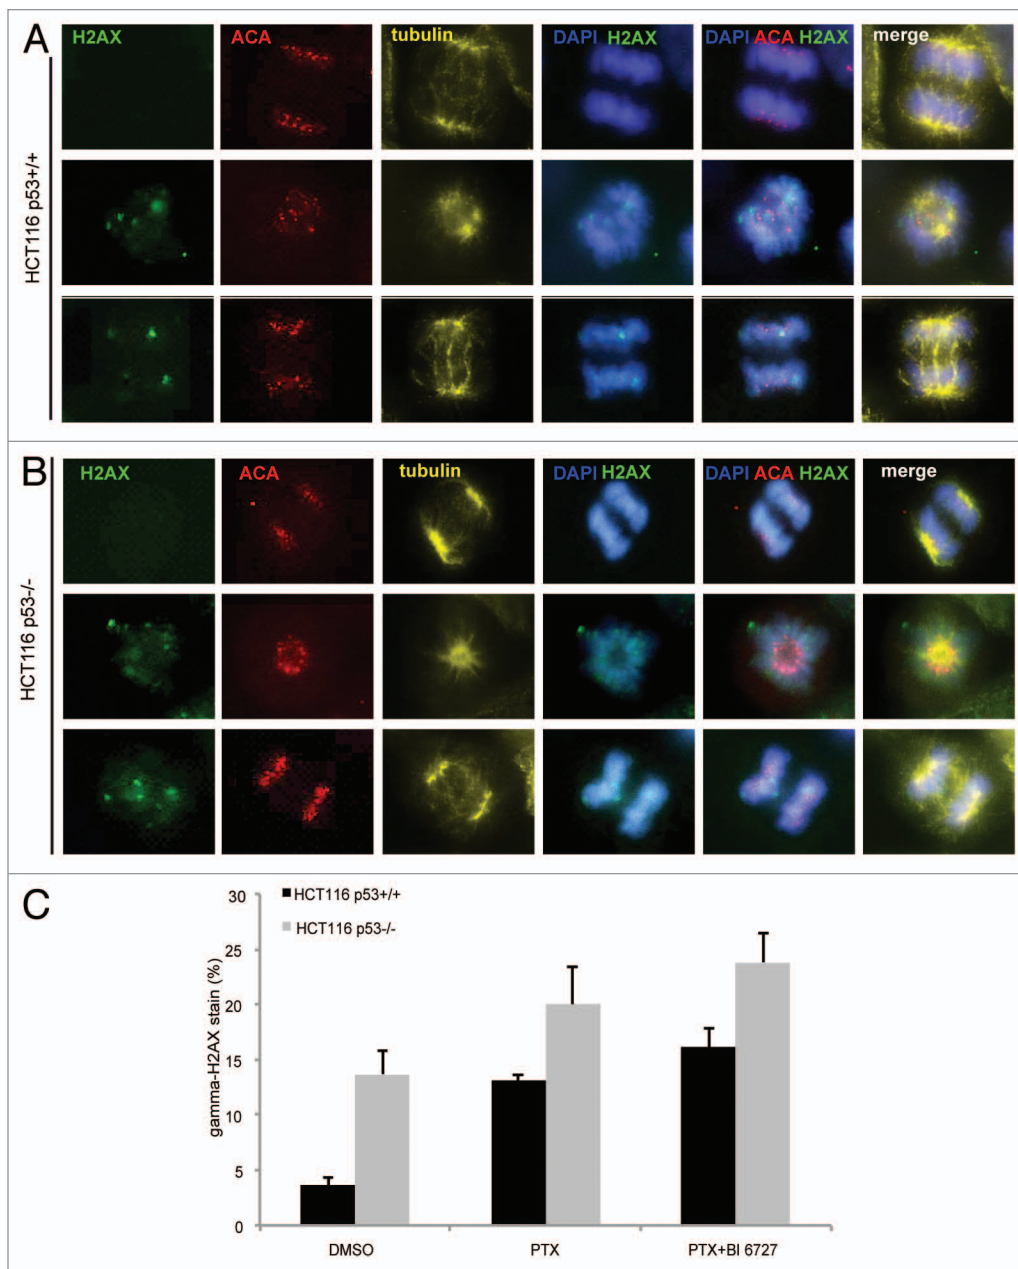 A
H2AX
ACA
tubulin
DAPI H2AX
DAPI ACA H2AX
merge
HCT116 p53+/+
B
H2AX
ACA
tubulin
DAPI H2AX
DAPI ACA H2AX
merge
HCT116 p53-/-
C
HCT116 p53+/+
HCT116 p53-/-
gamma-H2AX stain (%)
30
25
20
15
10
5
0
DMSO
PTX
PTX+BI 6727